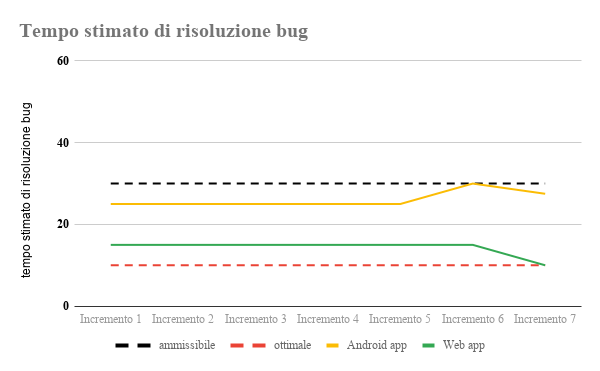 Tempo stimato di risoluzione bug
tempo stimato di risoluzione bug
60
40
20
0
Incremento 1 Incremento 2 Incremento 3 Incremento 4 Incremento 5 Incremento 6 Incremento 7
ammissibile ottimale Android app Web app